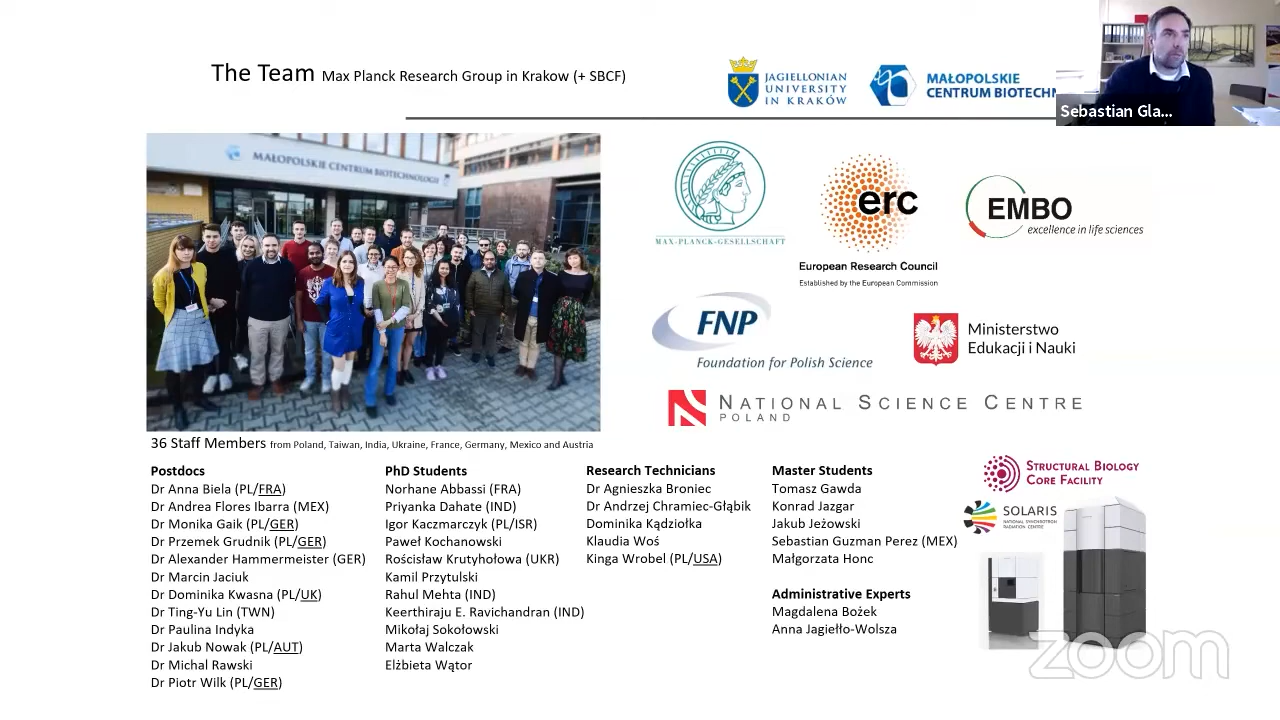 The Team Max Planck Research Group in Krakow (+ SBCF)
JAGIELLONIAN
UNIVERSITY
IN KRAKÓW
MAŁOPOLSKIE
CENTRUM BIOTECHN
Sebastian Gla...
MAŁOPOLSKIE CENTRUM BIOTECHNOLOGII
MAX-PLANCK-GESELLSCHAFT
erc
European Research Council
Established by the European Commission
EMBO
excellence in life sciences
FNP
Foundation for Polish Science
Ministerstwo
Edukacji i Nauki
NATIONAL SCIENCE CENTRE
POLAND
36 Staff Members from Poland, Taiwan, India, Ukraine, France, Germany, Mexico and Austria
Postdocs
Dr Anna Biela (PL/FRA)
Dr Andrea Flores Ibarra (MEX)
Dr Monika Gaik (PL/GER)
Dr Przemek Grudnik (PL/GER)
Dr Alexander Hammermeister (GER)
Dr Marcin Jaciuk
Dr Dominika Kwasna (PL/UK)
Dr Ting-Yu Lin (TWN)
Dr Paulina Indyka
Dr Jakub Nowak (PL/AUT)
Dr Michal Rawski
Dr Piotr Wilk (PL/GER)
PhD Students
Norhane Abbassi (FRA)
Priyanka Dahate (IND)
Igor Kaczmarczyk (PL/ISR)
Paweł Kochanowski
Rościsław Krutyhołowa (UKR)
Kamil Przytulski
Rahul Mehta (IND)
Keerthiraju E. Ravichandran (IND)
Mikołaj Sokołowski
Marta Walczak
Elżbieta Wątor
Research Technicians
Dr Agnieszka Broniec
Dr Andrzej Chramiec-Głąbik
Dominika Kądziołka
Klaudia Woś
Kinga Wrobel (PL/USA)
Master Students
Tomasz Gawda
Konrad Jazgar
Jakub Jeżowski
Sebastian Guzman Perez (MEX)
Małgorzata Honc
Administrative Experts
Magdalena Bożek
Anna Jagiełło-Wolsza
STRUCTURAL BIOLOGY
CORE FACILITY
SOLARIS
NATIONAL SYNCHROTRON
RADIATION CENTRE
zoom